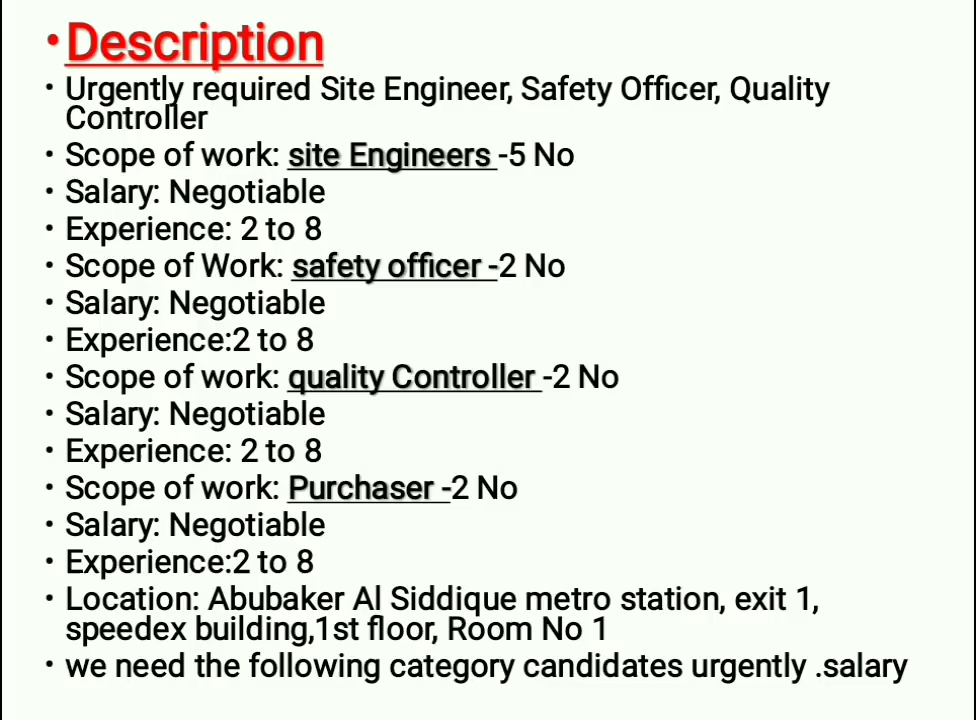 •Description
• Urgently required Site Engineer, Safety Officer, Quality
Controller
• Scope of work: site Engineers -5 No
• Salary: Negotiable
• Experience: 2 to 8
• Scope of Work: safety officer -2 No
• Salary: Negotiable
• Experience:2 to 8
• Scope of work: quality Controller -2 No
• Salary: Negotiable
• Experience: 2 to 8
• Scope of work: Purchaser -2 No
• Salary: Negotiable
• Experience:2 to 8
• Location: Abubaker Al Siddique metro station, exit 1,
speedex building,1st floor, Room No 1
• we need the following category candidates urgently .salary